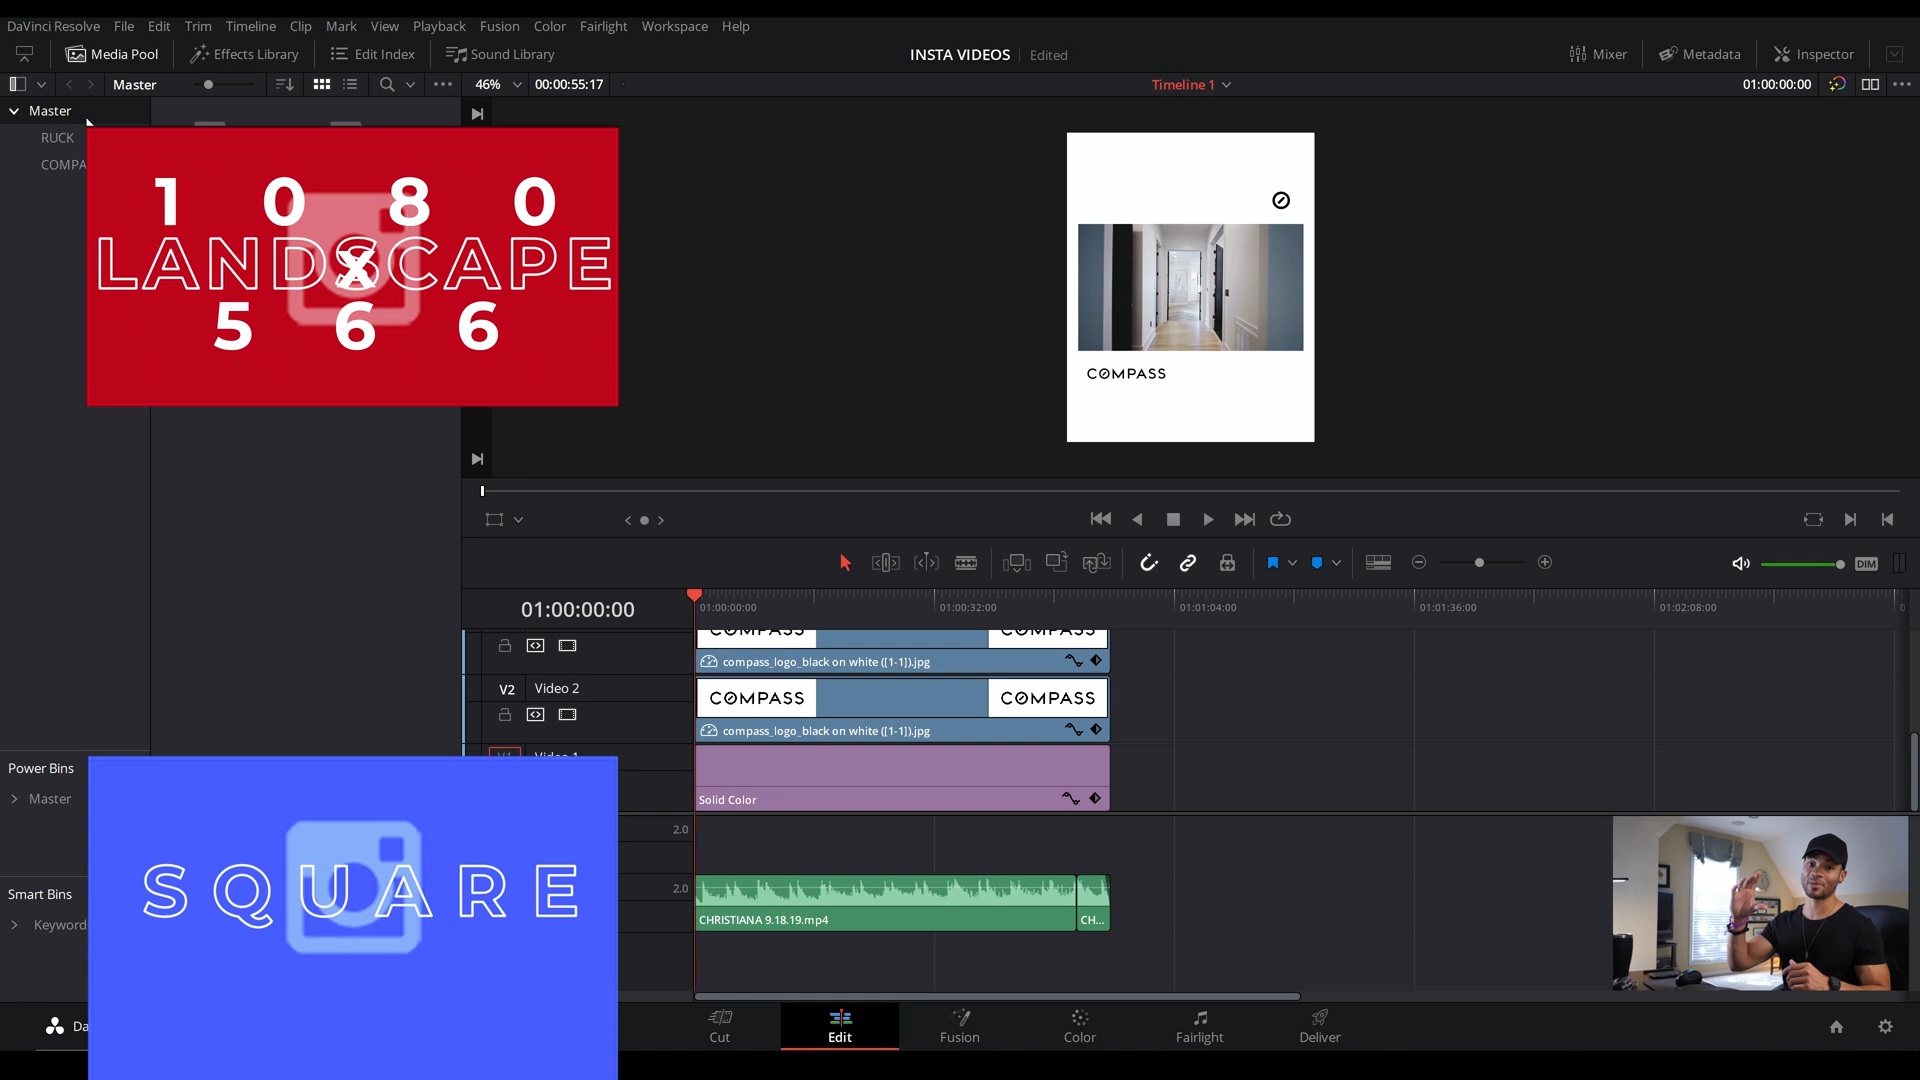 DaVinci Resolve File Edit Trim Timeline Clip Mark View Playback Fusion Color Fairlight Workspace Help
Media Pool Effects Library Edit Index Sound Library INSTA VIDEOS Edited Mixer Metadata Inspector
Master 46% 00:00:55:17 Timeline 1 01:00:00:00
Master
RUCK
COMPA
1 0 8 0
LANDSCAPE
x
5 6 6
COMPASS
01:00:00:00
01:00:00:00 01:00:32:00 01:01:04:00 01:01:36:00 01:02:08:00
DIM
COMPASS COMPASS
compass_logo_black on white ([1-1]).jpg
V2 Video 2
COMPASS COMPASS
compass_logo_black on white ([1-1]).jpg
V1 Video 1
Solid Color
Power Bins
Master
2.0
2.0
CHRISTIANA 9.18.19.mp4 CH...
Smart Bins
Keyword
SQUARE
Da
Cut Edit Fusion Color Fairlight Deliver